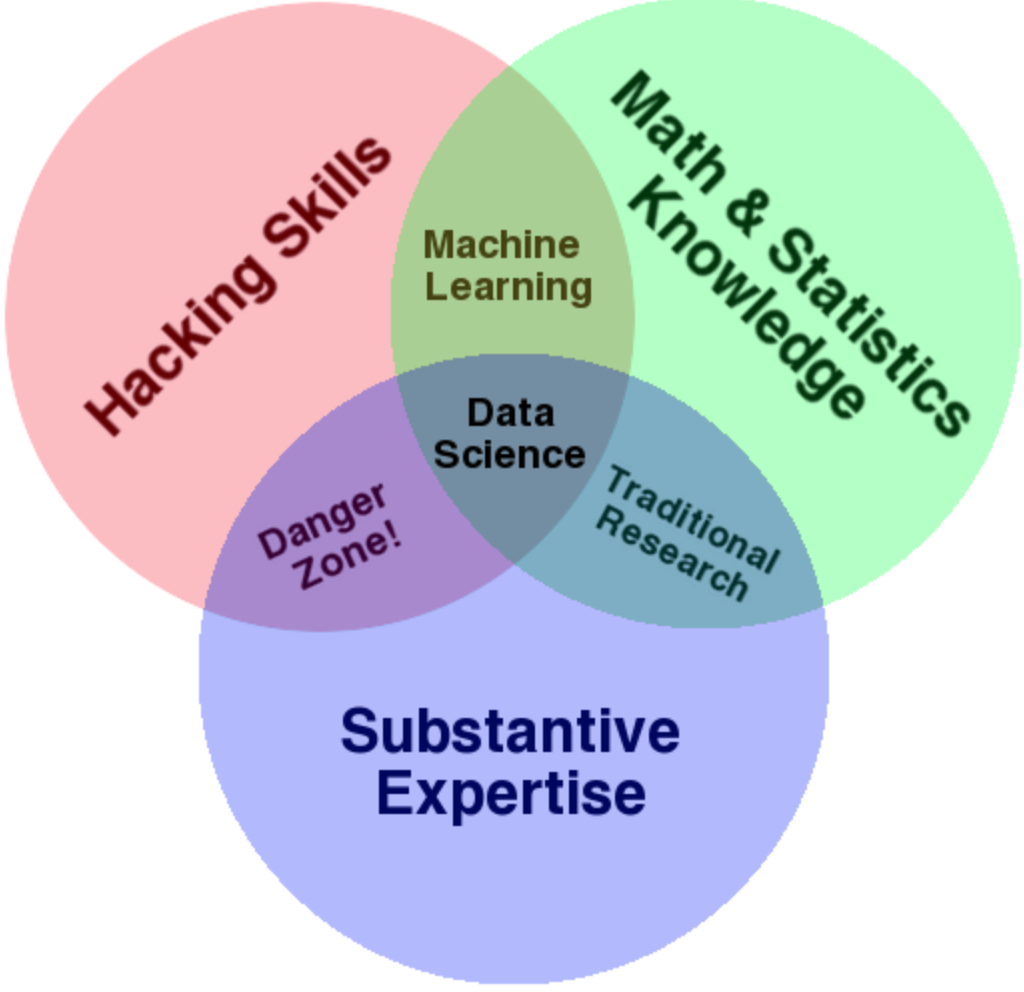 Hacking Skills
Math & Statistics
Knowledge
Machine
Learning
Data
Science
Danger
Zone!
Traditional
Research
Substantive
Expertise